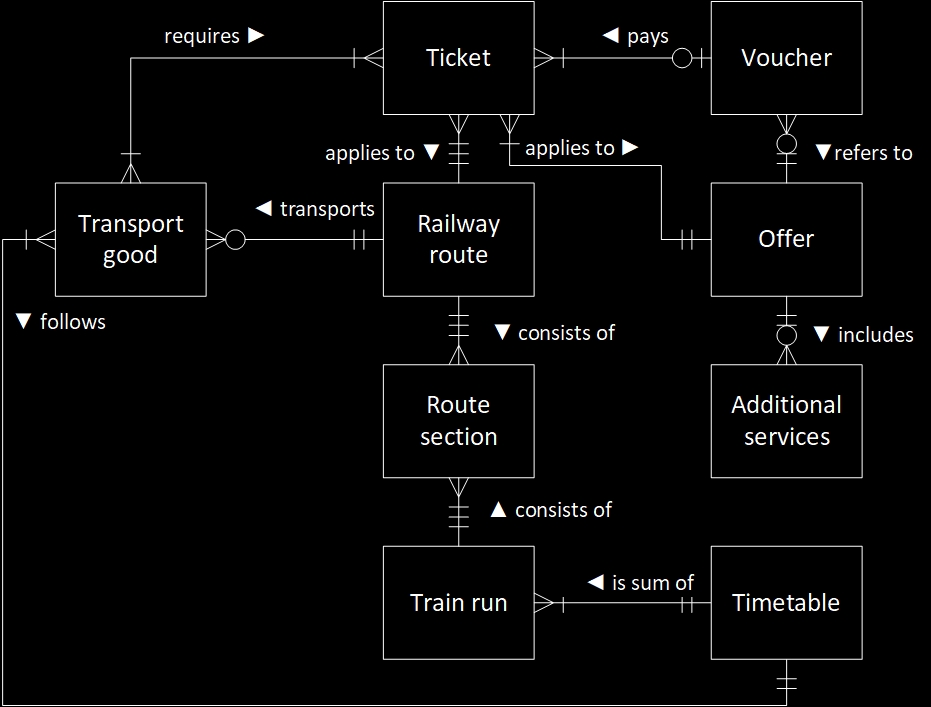 requires ►
Ticket
◄ pays
Voucher
applies to ▼
applies to ►
▼refers to
Transport
good
◄ transports
Railway
route
Offer
▼ follows
▼ consists of
▼ includes
Route
section
Additional
services
▲ consists of
Train run
◄ is sum of
Timetable